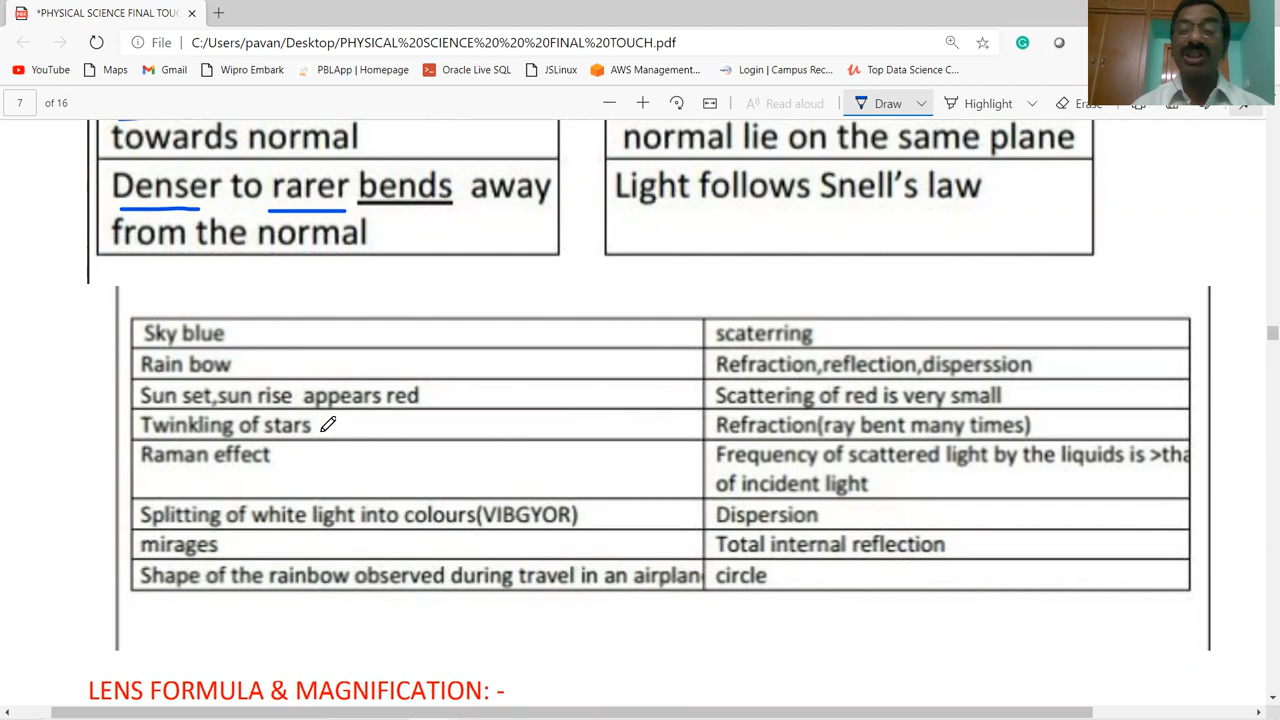 *PHYSICAL SCIENCE FINAL TOUC
File C:/Users/pavan/Desktop/PHYSICAL%20SCIENCE%20%20%20FINAL%20TOUCH.pdf
YouTube Maps Gmail Wipro Embark PBLApp | Homepage Oracle Live SQL JSLinux AWS Management... Login | Campus Rec... Top Data Science C...
7 of 16 Read aloud Draw Highlight Erase
towards normal
normal lie on the same plane
Denser to rarer bends away
from the normal
Light follows Snell's law
Sky blue scaterring
Rain bow Refraction,reflection,disperssion
Sun set,sun rise appears red Scattering of red is very small
Twinkling of stars Refraction(ray bent many times)
Raman effect Frequency of scattered light by the liquids is >tha
of incident light
Splitting of white light into colours(VIBGYOR) Dispersion
mirages Total internal reflection
Shape of the rainbow observed during travel in an airplan circle
LENS FORMULA & MAGNIFICATION: -